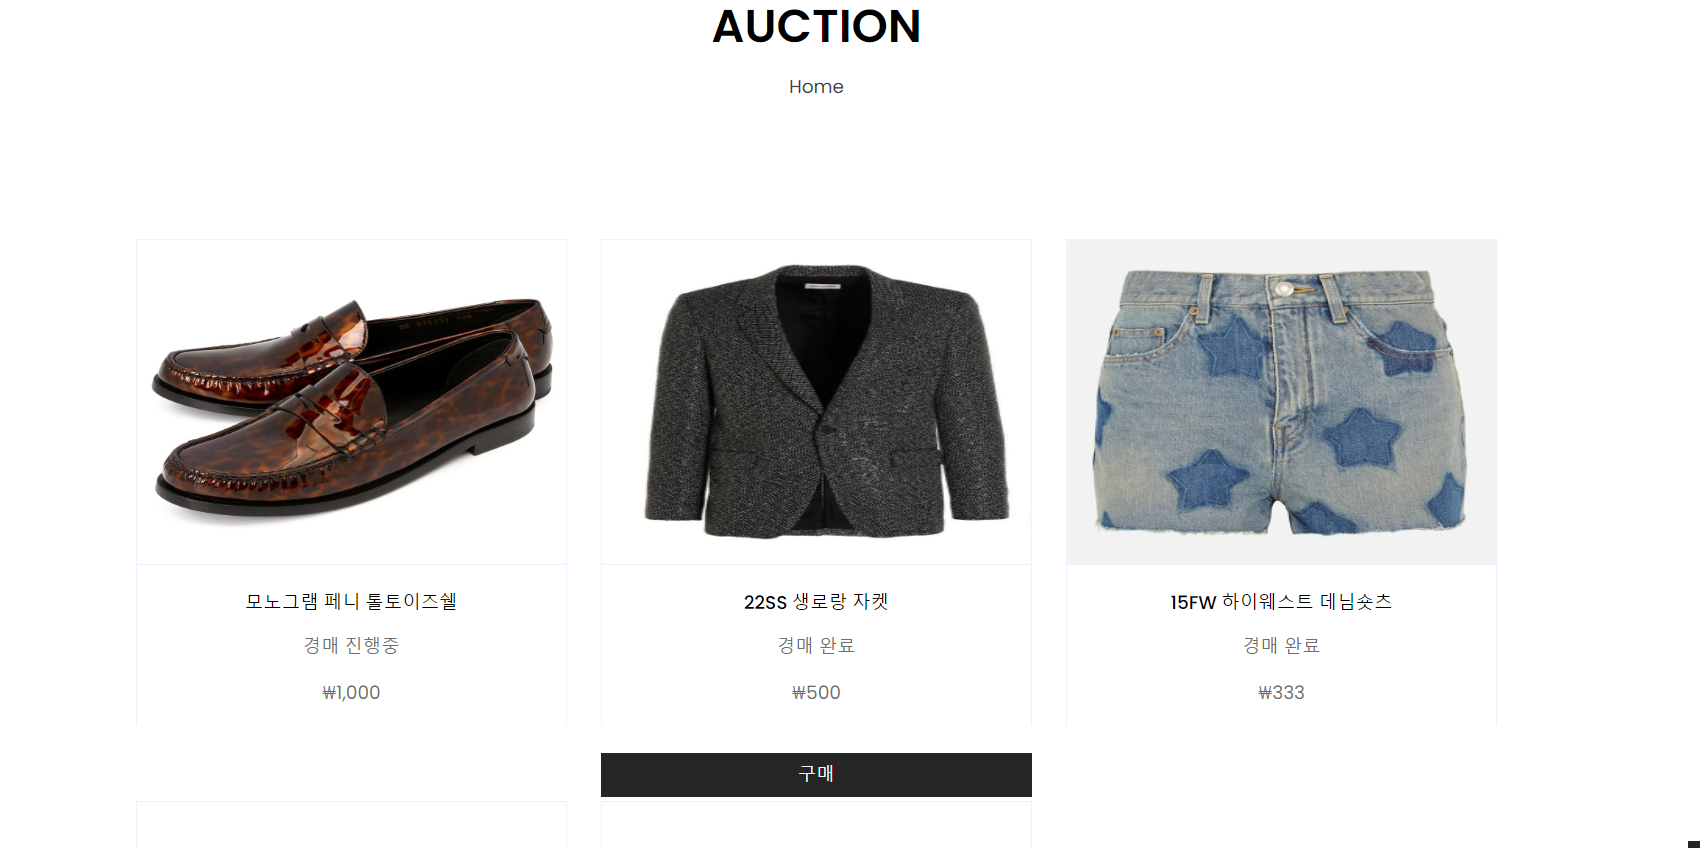 AUCTION
Home
모노그램 페니 톨토이즈쉘
경매 진행중
₩1,000
22SS 생로랑 자켓
경매 완료
₩500
15FW 하이웨스트 데님숏츠
경매 완료
₩333
구매